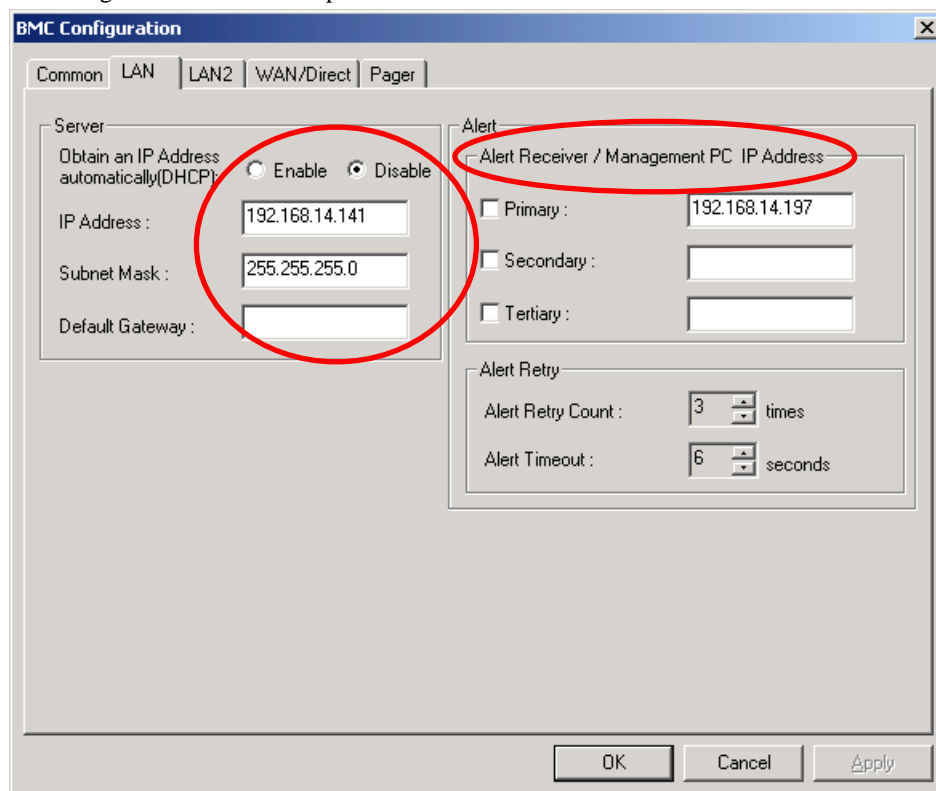 BMC Configuration
Common LAN LAN2 WAN/Direct Pager
Server
Obtain an IP Address
automatically(DHCP): Enable Disable
IP Address : 192.168.14.141
Subnet Mask : 255.255.255.0
Default Gateway :
Alert
Alert Receiver / Management PC IP Address
Primary : 192.168.14.197
Secondary :
Tertiary :
Alert Retry
Alert Retry Count : 3 times
Alert Timeout : 6 seconds
OK Cancel Apply